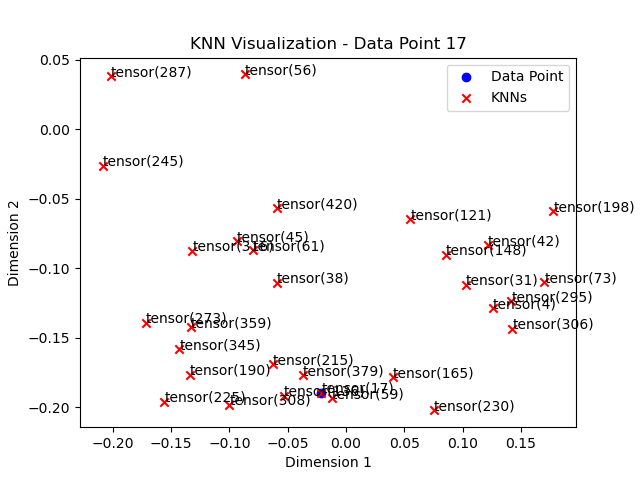 KNN Visualization - Data Point 17
0.05
0.00
−0.05
−0.10
−0.15
−0.20
Dimension 2
Data Point
KNNs
tensor(287)
tensor(56)
tensor(245)
tensor(420)
tensor(121)
tensor(198)
tensor(45)
tensor(61)
tensor(42)
tensor(148)
tensor(38)
tensor(31)
tensor(73)
tensor(295)
tensor(4)
tensor(273)
tensor(359)
tensor(306)
tensor(345)
tensor(215)
tensor(190)
tensor(379)
tensor(165)
tensor(17)
tensor(59)
tensor(225)
tensor(308)
tensor(230)
−0.20
−0.15
−0.10
−0.05
0.00
0.05
0.10
0.15
Dimension 1